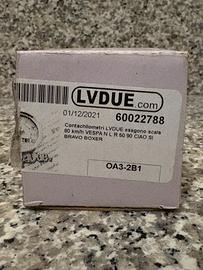 LVDUE.com
01/12/2021 60022788
Contachilometri LVDUE esagono scala
80 km/h VESPA N L R 50 90 CIAO SI
BRAVO BOXER
OA3-2B1